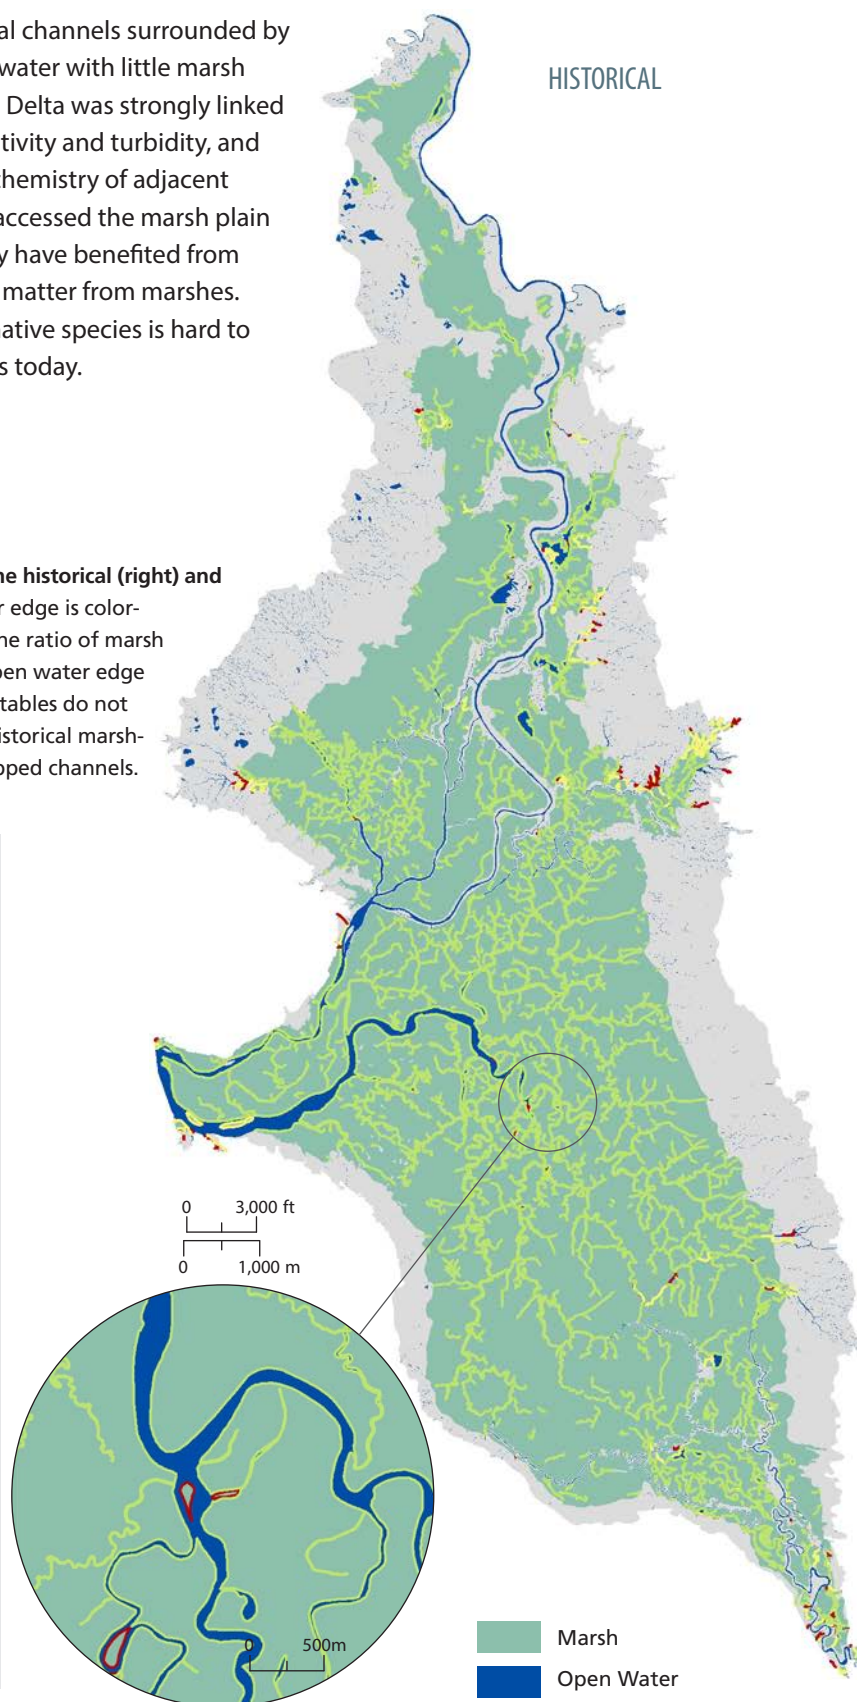 al channels surrounded by
water with little marsh
Delta was strongly linked
tivity and turbidity, and
chemistry of adjacent
accessed the marsh plain
y have benefited from
matter from marshes.
native species is hard to
s today.
HISTORICAL
he historical (right) and
r edge is color-
he ratio of marsh
pen water edge
tables do not
istorical marsh-
pped channels.
0 3,000 ft
0 1,000 m
0 500m
Marsh
Open Water